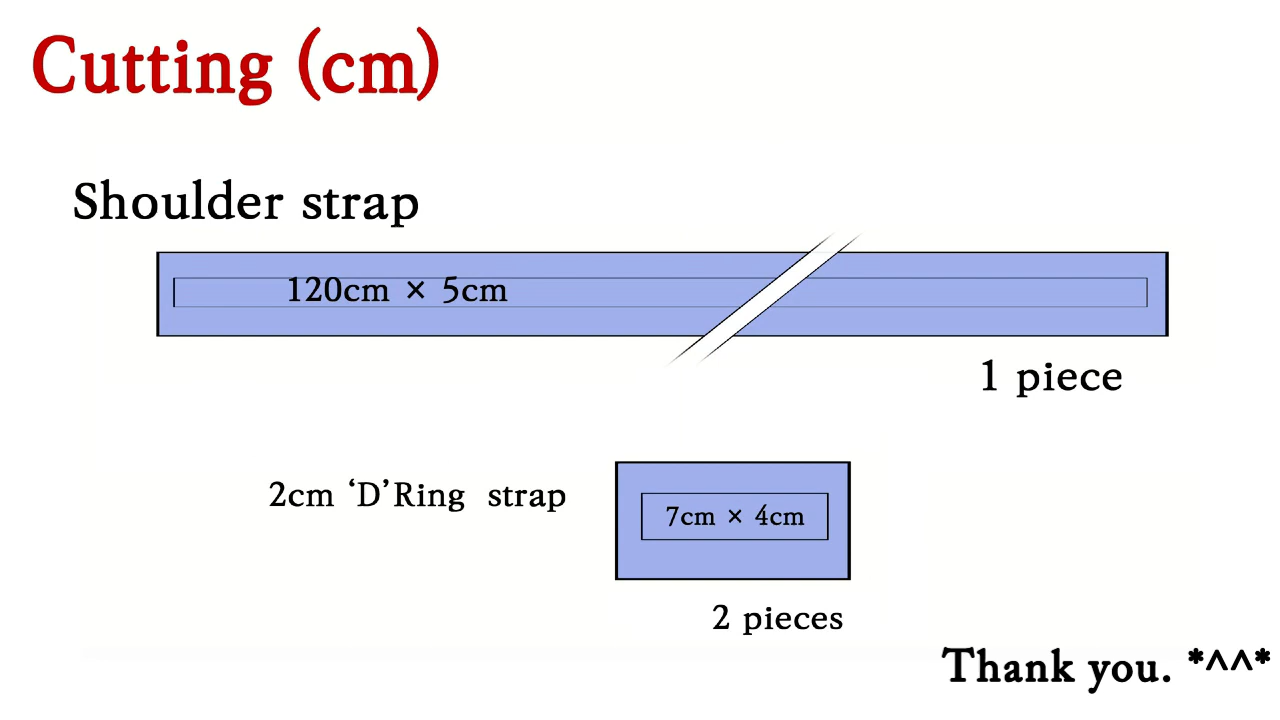 Cutting (cm)
Shoulder strap
120cm × 5cm
1 piece
2cm ‘D’Ring strap
7cm × 4cm
2 pieces
Thank you. *^^*